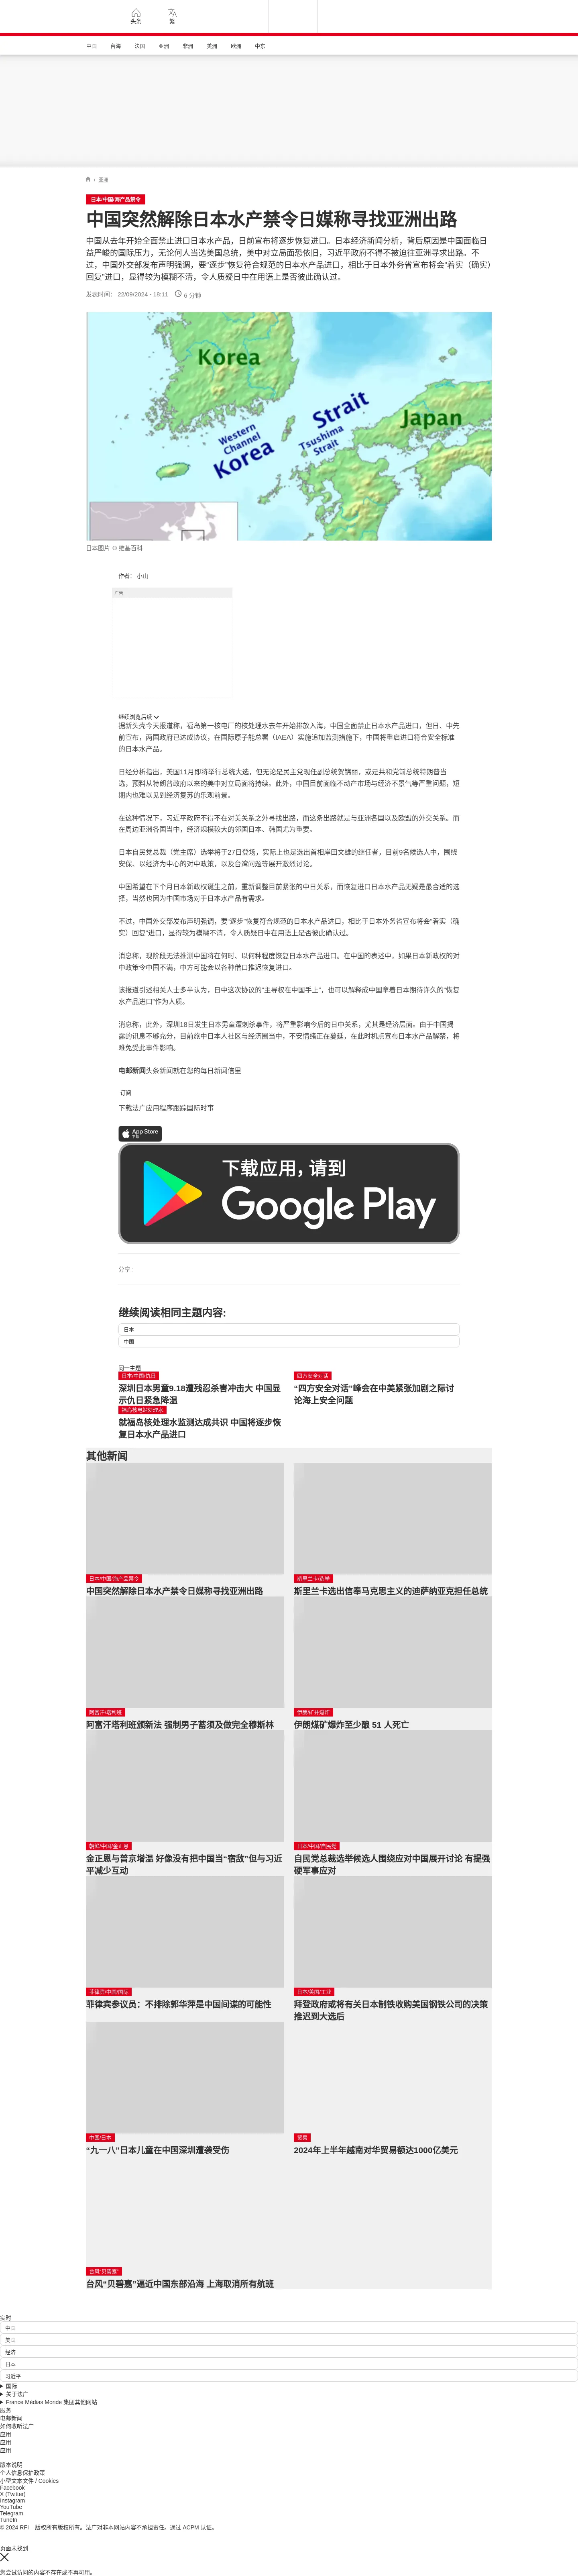 头条
繁
中国 台海 法国 亚洲 非洲 美洲 欧洲 中东
/ 亚洲
日本/中国/海产品禁令
中国突然解除日本水产禁令日媒称寻找亚洲出路
中国从去年开始全面禁止进口日本水产品，日前宣布将逐步恢复进口。日本经济新闻分析，背后原因是中国面临日
益严峻的国际压力，无论何人当选美国总统，美中对立局面恐依旧，习近平政府不得不被迫往亚洲寻求出路。不
过，中国外交部发布声明强调，要“逐步”恢复符合规范的日本水产品进口，相比于日本外务省宣布将会“着实（确实）
回复”进口，显得较为模糊不清，令人质疑日中在用语上是否彼此确认过。
发表时间： 22/09/2024 - 18:11 6 分钟
Korea
Strait
Japan
Western
Channel
Tsushima
Strait
Korea
日本图片 © 维基百科
作者： 小山
广告
继续浏览后续
据新头壳今天报道称，福岛第一核电厂的核处理水去年开始排放入海，中国全面禁止日本水产品进口，但日、中先
前宣布，两国政府已达成协议，在国际原子能总署（IAEA）实施追加监测措施下，中国将重启进口符合安全标准
的日本水产品。
日经分析指出，美国11月即将举行总统大选，但无论是民主党现任副总统贺锦丽，或是共和党前总统特朗普当
选，预料从特朗普政府以来的美中对立局面将持续。此外，中国目前面临不动产市场与经济不景气等严重问题，短
期内也难以见到经济复苏的乐观前景。
在这种情况下，习近平政府不得不在对美关系之外寻找出路，而这条出路就是与亚洲各国以及欧盟的外交关系。而
在周边亚洲各国当中，经济规模较大的邻国日本、韩国尤为重要。
日本自民党总裁（党主席）选举将于27日登场，实际上也是选出首相岸田文雄的继任者，目前9名候选人中，围绕
安保、以经济为中心的对中政策，以及台湾问题等展开激烈讨论。
中国希望在下个月日本新政权诞生之前，重新调整目前紧张的中日关系，而恢复进口日本水产品无疑是最合适的选
择，当然也因为中国市场对于日本水产品有需求。
不过，中国外交部发布声明强调，要“逐步”恢复符合规范的日本水产品进口，相比于日本外务省宣布将会“着实（确
实）回复”进口，显得较为模糊不清，令人质疑日中在用语上是否彼此确认过。
消息称，现阶段无法推测中国将在何时、以何种程度恢复日本水产品进口。在中国的表述中，如果日本新政权的对
中政策令中国不满，中方可能会以各种借口推迟恢复进口。
该报道引述相关人士多半认为，日中这次协议的“主导权在中国手上”，也可以解释成中国拿着日本期待许久的“恢复
水产品进口”作为人质。
消息称，此外，深圳18日发生日本男童遭刺杀事件，将严重影响今后的日中关系，尤其是经济层面。由于中国揭
露的讯息不够充分，目前旅中日本人社区与经济圈当中，不安情绪正在蔓延，在此时机点宣布日本水产品解禁，将
难免受此事件影响。
电邮新闻头条新闻就在您的每日新闻信里
订阅
下载法广应用程序跟踪国际时事
App Store
下载
下载应用，请到
Google Play
分享 :
继续阅读相同主题内容:
日本
中国
同一主题
日本/中国/仇日
深圳日本男童9.18遭残忍杀害冲击大 中国显
示仇日紧急降温
四方安全对话
“四方安全对话”峰会在中美紧张加剧之际讨
论海上安全问题
福岛核电站处理水
就福岛核处理水监测达成共识 中国将逐步恢
复日本水产品进口
其他新闻
日本/中国/海产品禁令
中国突然解除日本水产禁令日媒称寻找亚洲出路
斯里兰卡/选举
斯里兰卡选出信奉马克思主义的迪萨纳亚克担任总统
阿富汗/塔利班
阿富汗塔利班颁新法 强制男子蓄须及做完全穆斯林
伊朗/矿井爆炸
伊朗煤矿爆炸至少酿 51 人死亡
朝鲜/中国/金正恩
金正恩与普京增温 好像没有把中国当“宿敌”但与习近
平减少互动
日本/中国/自民党
自民党总裁选举候选人围绕应对中国展开讨论 有提强
硬军事应对
菲律宾/中国/国际
菲律宾参议员：不排除郭华萍是中国间谍的可能性
日本/美国/工业
拜登政府或将有关日本制铁收购美国钢铁公司的决策
推迟到大选后
中国/日本
“九一八”日本儿童在中国深圳遭袭受伤
贸易
2024年上半年越南对华贸易额达1000亿美元
台风“贝碧嘉”
台风“贝碧嘉”逼近中国东部沿海 上海取消所有航班
实时
中国
美国
经济
日本
习近平
国际
关于法广
France Médias Monde 集团其他网站
服务
电邮新闻
如何收听法广
应用
应用
应用
版本说明
个人信息保护政策
小型文本文件 / Cookies
Facebook
X (Twitter)
Instagram
YouTube
Telegram
TuneIn
© 2024 RFI – 版权所有版权所有。法广对非本网站内容不承担责任。通过 ACPM 认证。
页面未找到
您尝试访问的内容不存在或不再可用。